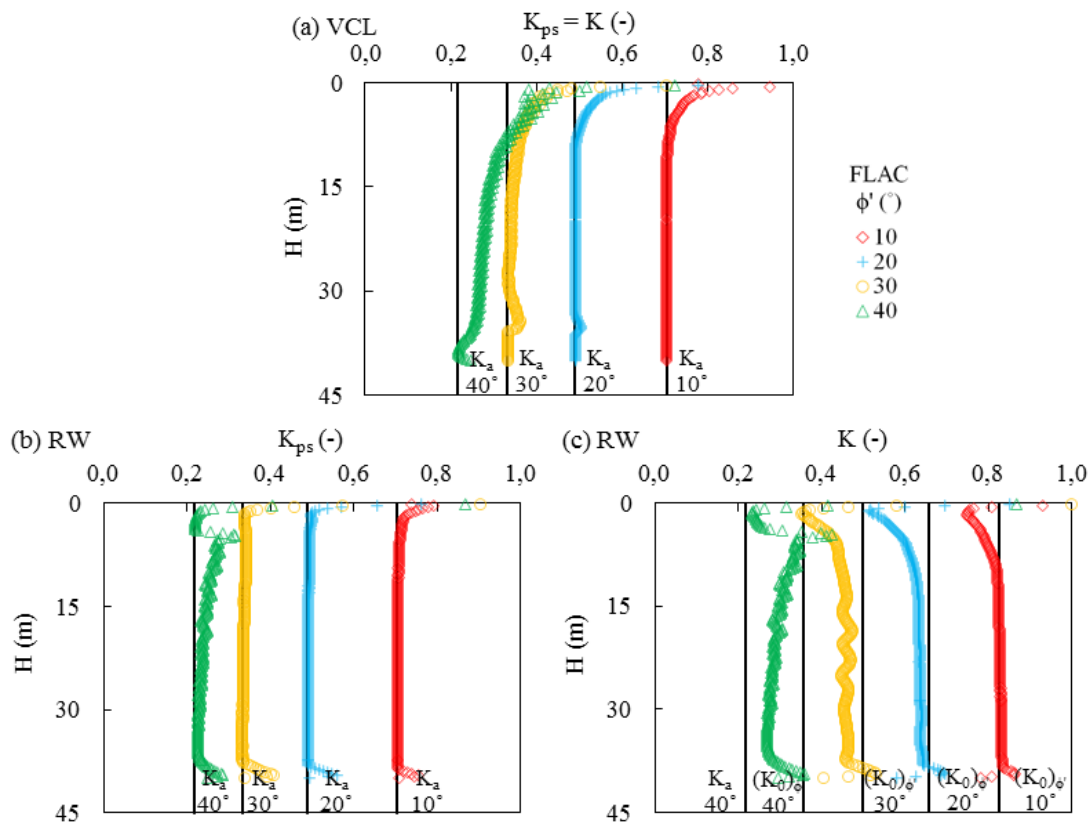 (a) VCL
K_ps = K (-)
0,2 0,4 0,6 0,8 1,0
0
15
30
45
H (m)
K_a 40° K_a 30° K_a 20° K_a 10°
FLAC
ϕ' (°)
10
20
30
40
(b) RW
K_ps (-)
0,0 0,2 0,4 0,6 0,8 1,0
0
15
30
45
H (m)
K_a 40° K_a 30° K_a 20° K_a 10°
(c) RW
K (-)
0,0 0,2 0,4 0,6 0,8 1,0
0
15
30
45
H (m)
K_a 40° (K_0)_ϕ' 40° (K_0)_ϕ' 30° (K_0)_ϕ' 20° (K_0)_ϕ' 10°